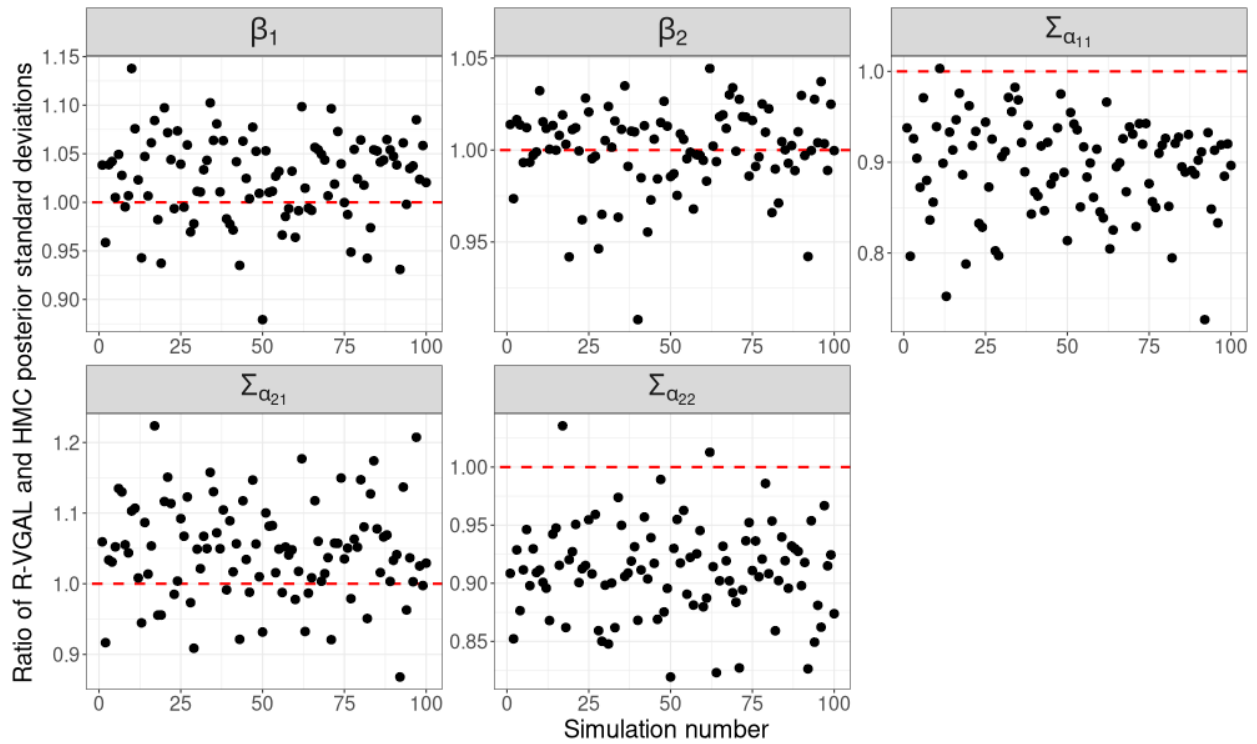 Ratio of R-VGAL and HMC posterior standard deviations
β₁
1.15
1.10
1.05
1.00
0.95
0.90
0 25 50 75 100
β₂
1.05
1.00
0.95
0 25 50 75 100
Σα₁₁
1.0
0.9
0.8
0 25 50 75 100
Σα₂₁
1.2
1.1
1.0
0.9
0 25 50 75 100
Σα₂₂
1.00
0.95
0.90
0.85
0 25 50 75 100
Simulation number